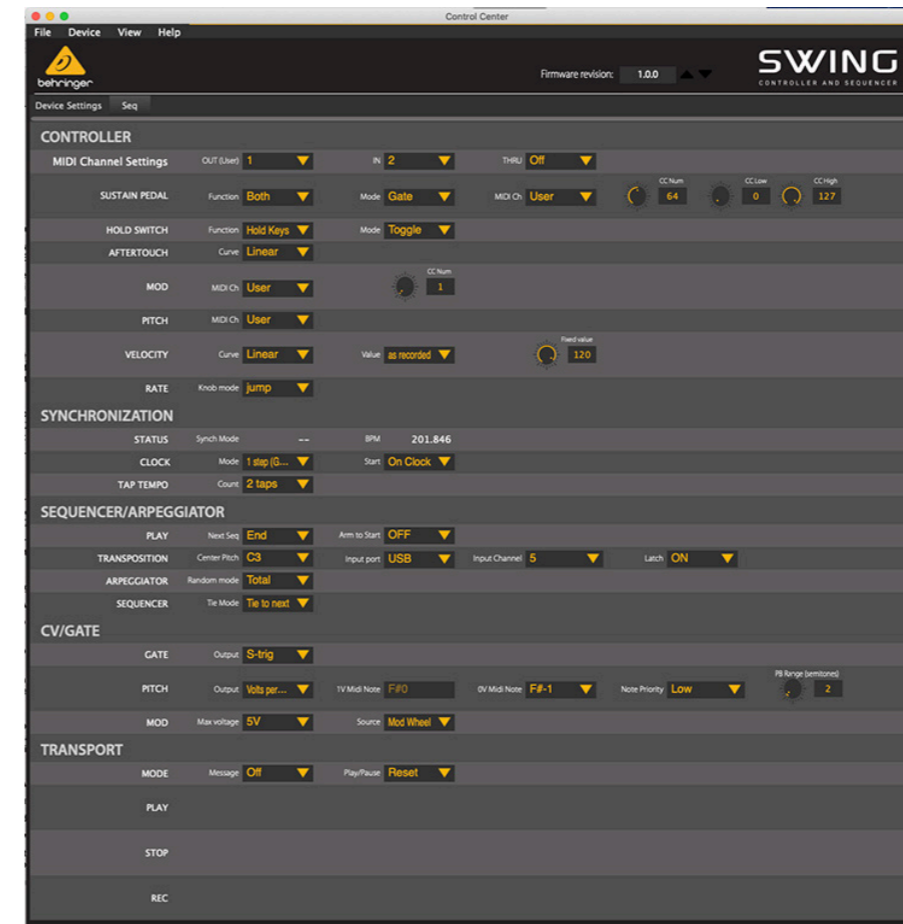 Control Center
File Device View Help
behringer
Firmware revision: 1.0.0
SWING
CONTROLLER AND SEQUENCER
Device Settings Seq
CONTROLLER
MIDI Channel Settings OUT (User) 1 IN 2 THRU Off
CC Num CC Low CC High
SUSTAIN PEDAL Function Both Mode Gate MIDI Ch User 64 0 127
HOLD SWITCH Function Hold Keys Mode Toggle
AFTERTOUCH Curve Linear
CC Num
MOD MIDI Ch User 1
PITCH MIDI Ch User
Fixed value
VELOCITY Curve Linear Value as recorded 120
RATE Knob mode jump
SYNCHRONIZATION
STATUS Synch Mode -- BPM 201.846
CLOCK Mode 1 step (G... Start On Clock
TAP TEMPO Count 2 taps
SEQUENCER/ARPEGGIATOR
PLAY Next Seq End Arm to Start OFF
TRANSPOSITION Center Pitch C3 Input port USB Input Channel 5 Latch ON
ARPEGGIATOR Random mode Total
SEQUENCER Tie Mode Tie to next
CV/GATE
GATE Output S-trig
PB Range (semitones)
PITCH Output Volts per... 1V Midi Note F#0 0V Midi Note F#-1 Note Priority Low 2
MOD Max voltage 5V Source Mod Wheel
TRANSPORT
MODE Message Off Play/Pause Reset
PLAY
STOP
REC